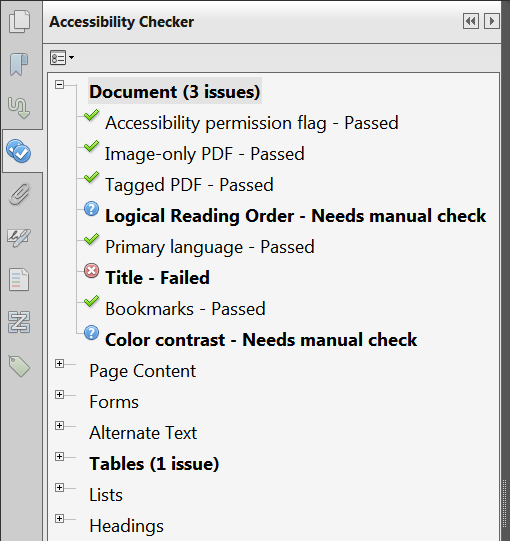 Accessibility Checker
Document (3 issues)
Accessibility permission flag - Passed
Image-only PDF - Passed
Tagged PDF - Passed
Logical Reading Order - Needs manual check
Primary language - Passed
Title - Failed
Bookmarks - Passed
Color contrast - Needs manual check
Page Content
Forms
Alternate Text
Tables (1 issue)
Lists
Headings